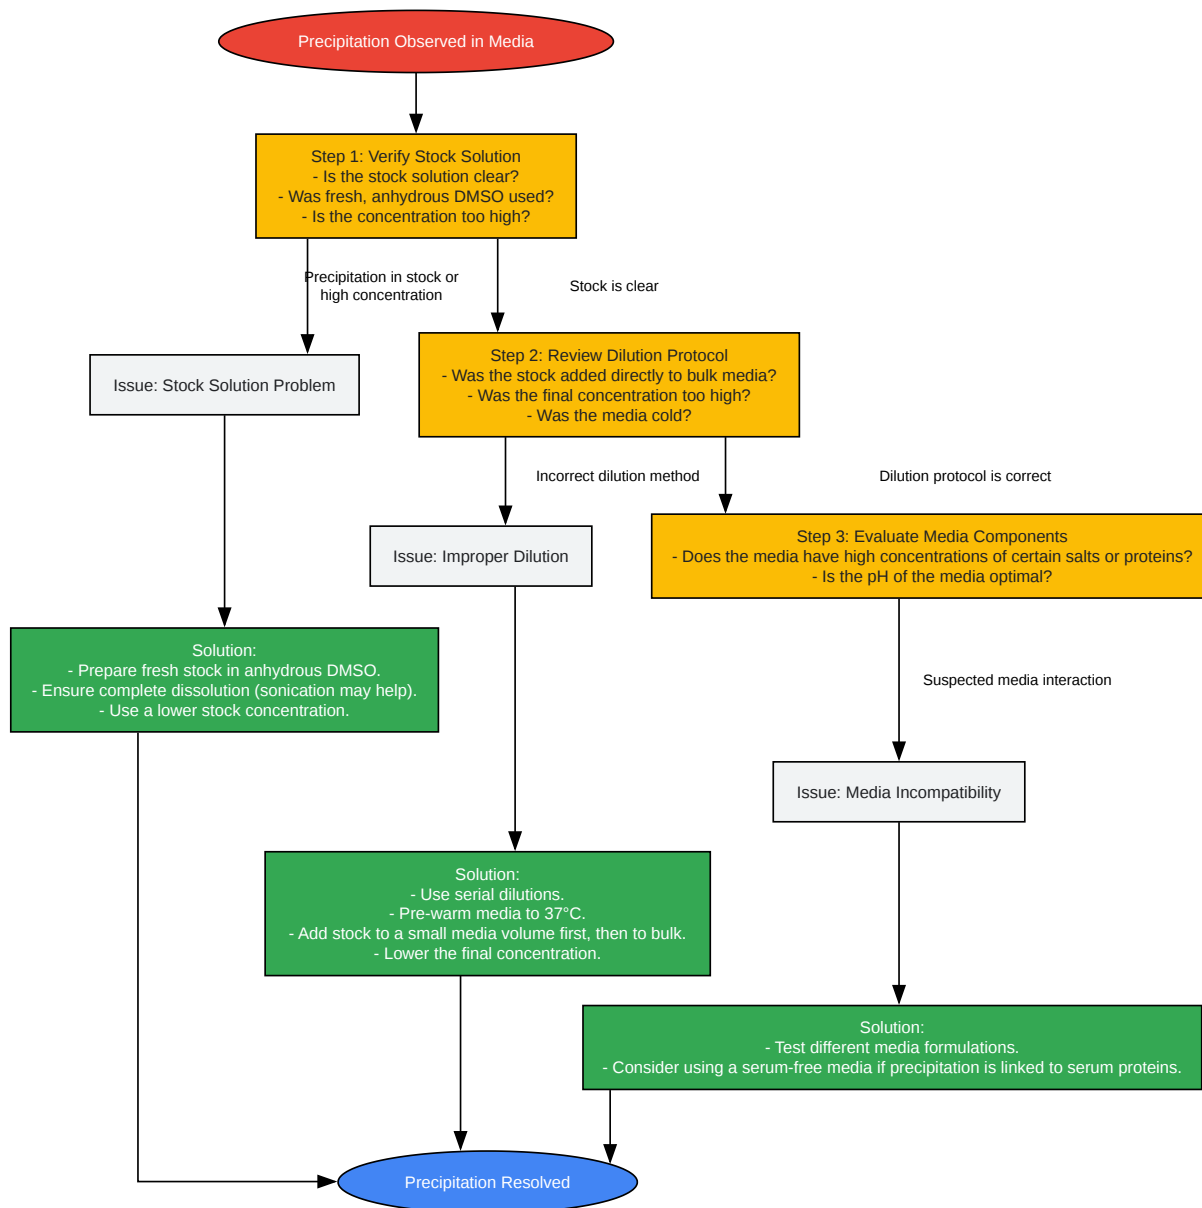 Precipitation Observed in Media
Step 1: Verify Stock Solution
- Is the stock solution clear?
- Was fresh, anhydrous DMSO used?
- Is the concentration too high?
Precipitation in stock or
high concentration
Stock is clear
Issue: Stock Solution Problem
Step 2: Review Dilution Protocol
- Was the stock added directly to bulk media?
- Was the final concentration too high?
- Was the media cold?
Incorrect dilution method
Dilution protocol is correct
Issue: Improper Dilution
Step 3: Evaluate Media Components
- Does the media have high concentrations of certain salts or proteins?
- Is the pH of the media optimal?
Solution:
- Prepare fresh stock in anhydrous DMSO.
- Ensure complete dissolution (sonication may help).
- Use a lower stock concentration.
Suspected media interaction
Issue: Media Incompatibility
Solution:
- Use serial dilutions.
- Pre-warm media to 37°C.
- Add stock to a small media volume first, then to bulk.
- Lower the final concentration.
Solution:
- Test different media formulations.
- Consider using a serum-free media if precipitation is linked to serum proteins.
Precipitation Resolved